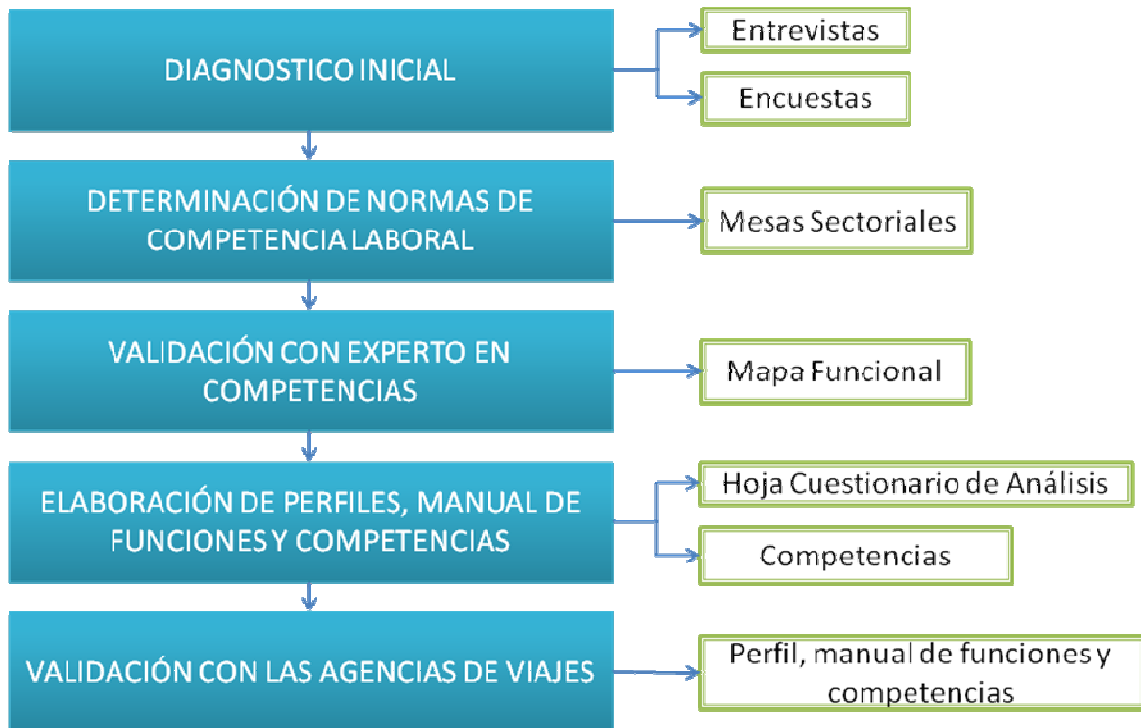 DIAGNOSTICO INICIAL
Entrevistas
Encuestas
DETERMINACIÓN DE NORMAS DE
COMPETENCIA LABORAL
Mesas Sectoriales
VALIDACIÓN CON EXPERTO EN
COMPETENCIAS
Mapa Funcional
ELABORACIÓN DE PERFILES, MANUAL DE
FUNCIONES Y COMPETENCIAS
Hoja Cuestionario de Análisis
Competencias
VALIDACIÓN CON LAS AGENCIAS DE VIAJES
Perfil, manual de funciones y
competencias